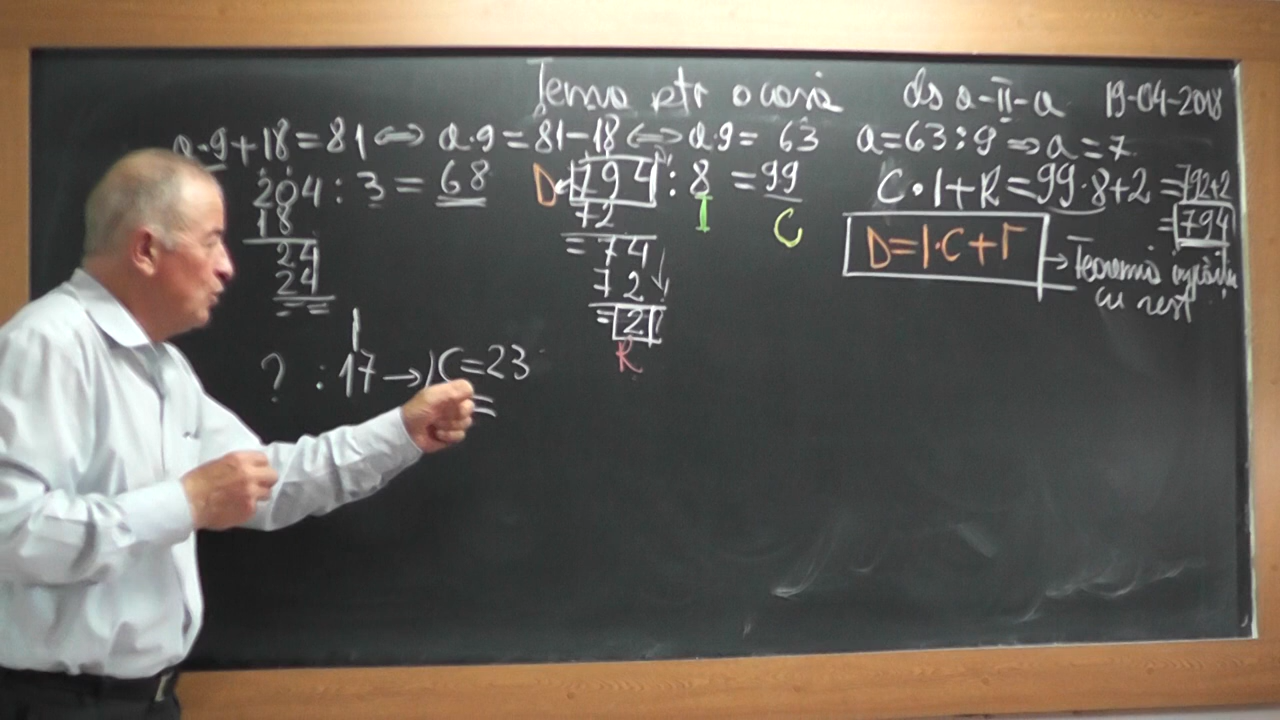 Tema ptr acasă ds a-II-a 19-04-2018
a·9+18=81⇔a·9=81-18⇔a·9=63 a=63:9⇒a=7
204:3=68 D←794:8=99 C·I+R=99·8+2=792+2
18 72 I C =794
24 =74 D=I·C+r → Teorema împărțirii
24 72 cu rest
== =2
R
I
? :17→ C=23